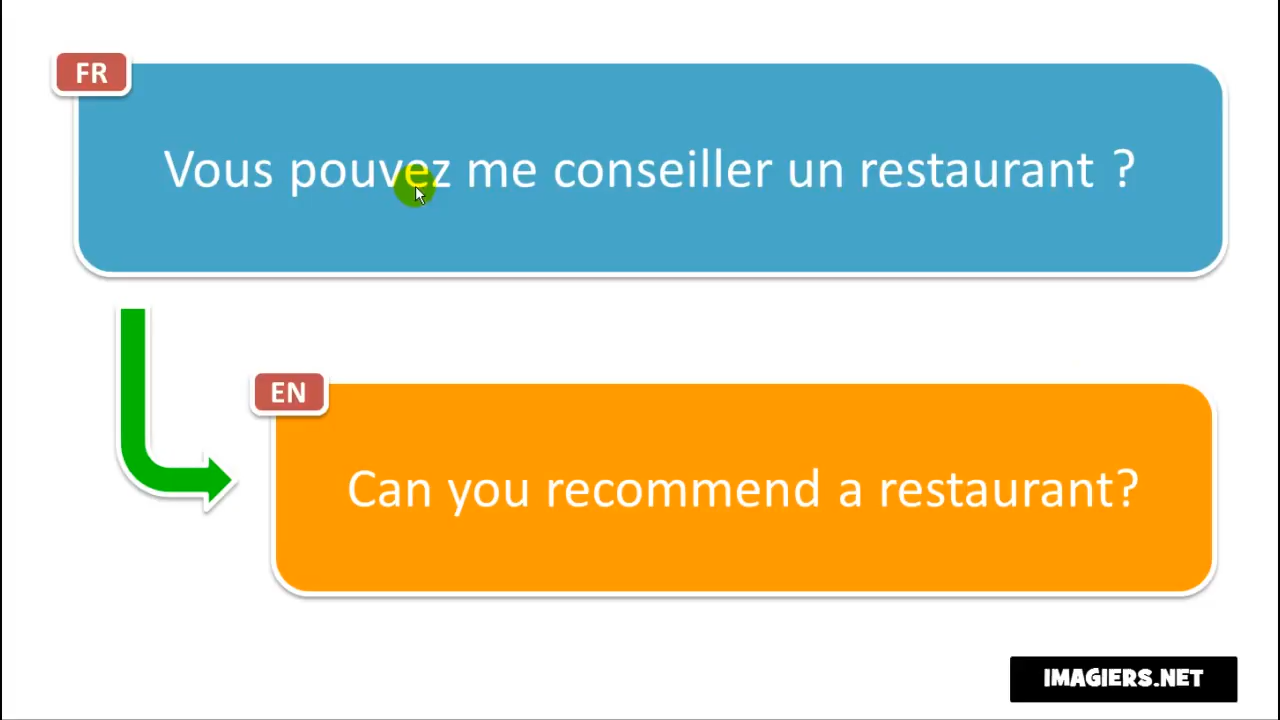 FR
Vous pouvez me conseiller un restaurant ?
EN
Can you recommend a restaurant?
IMAGIERS.NET